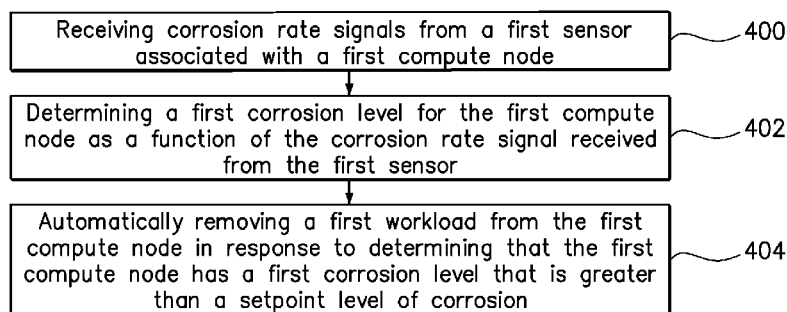 Receiving corrosion rate signals from a first sensor
associated with a first compute node
400
Determining a first corrosion level for the first compute
node as a function of the corrosion rate signal received
from the first sensor
402
Automatically removing a first workload from the first
compute node in response to determining that the first
compute node has a first corrosion level that is greater
than a setpoint level of corrosion
404